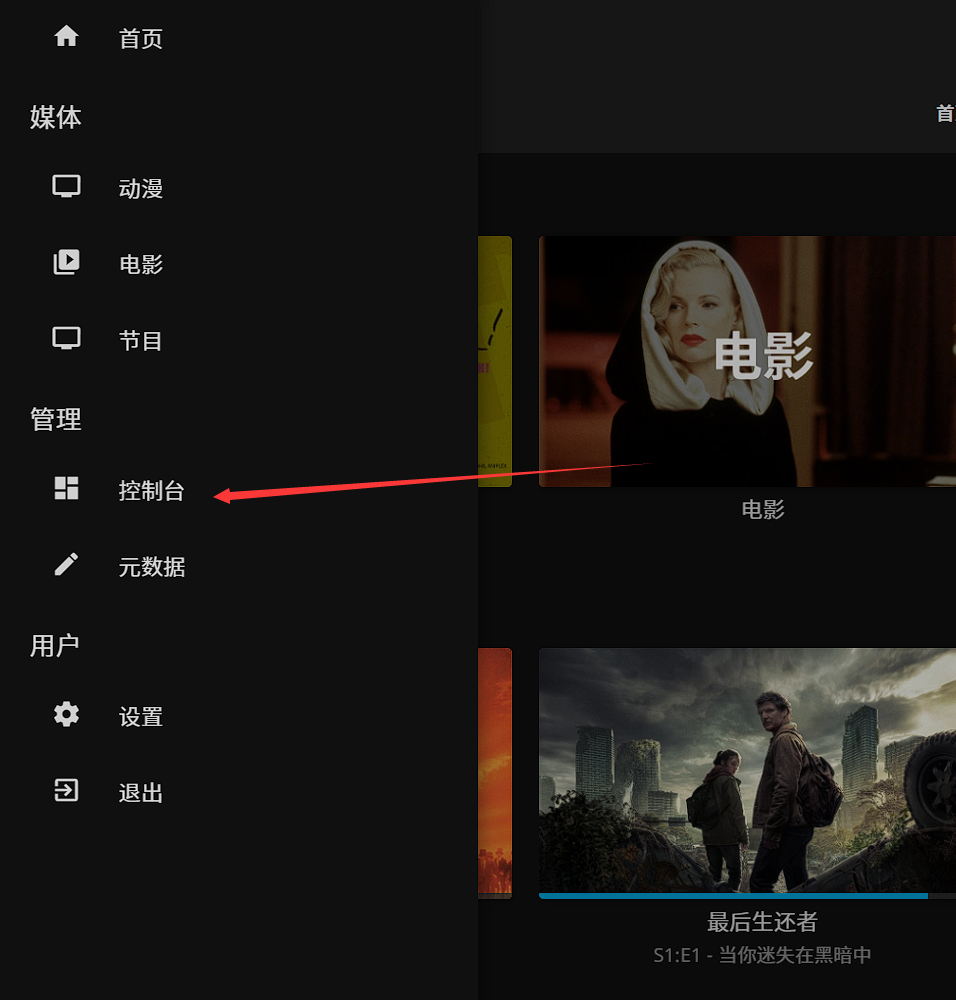 首页
媒体
动漫
电影
节目
管理
控制台
元数据
用户
设置
退出
首
电影
电影
最后生还者
S1:E1 - 当你迷失在黑暗中